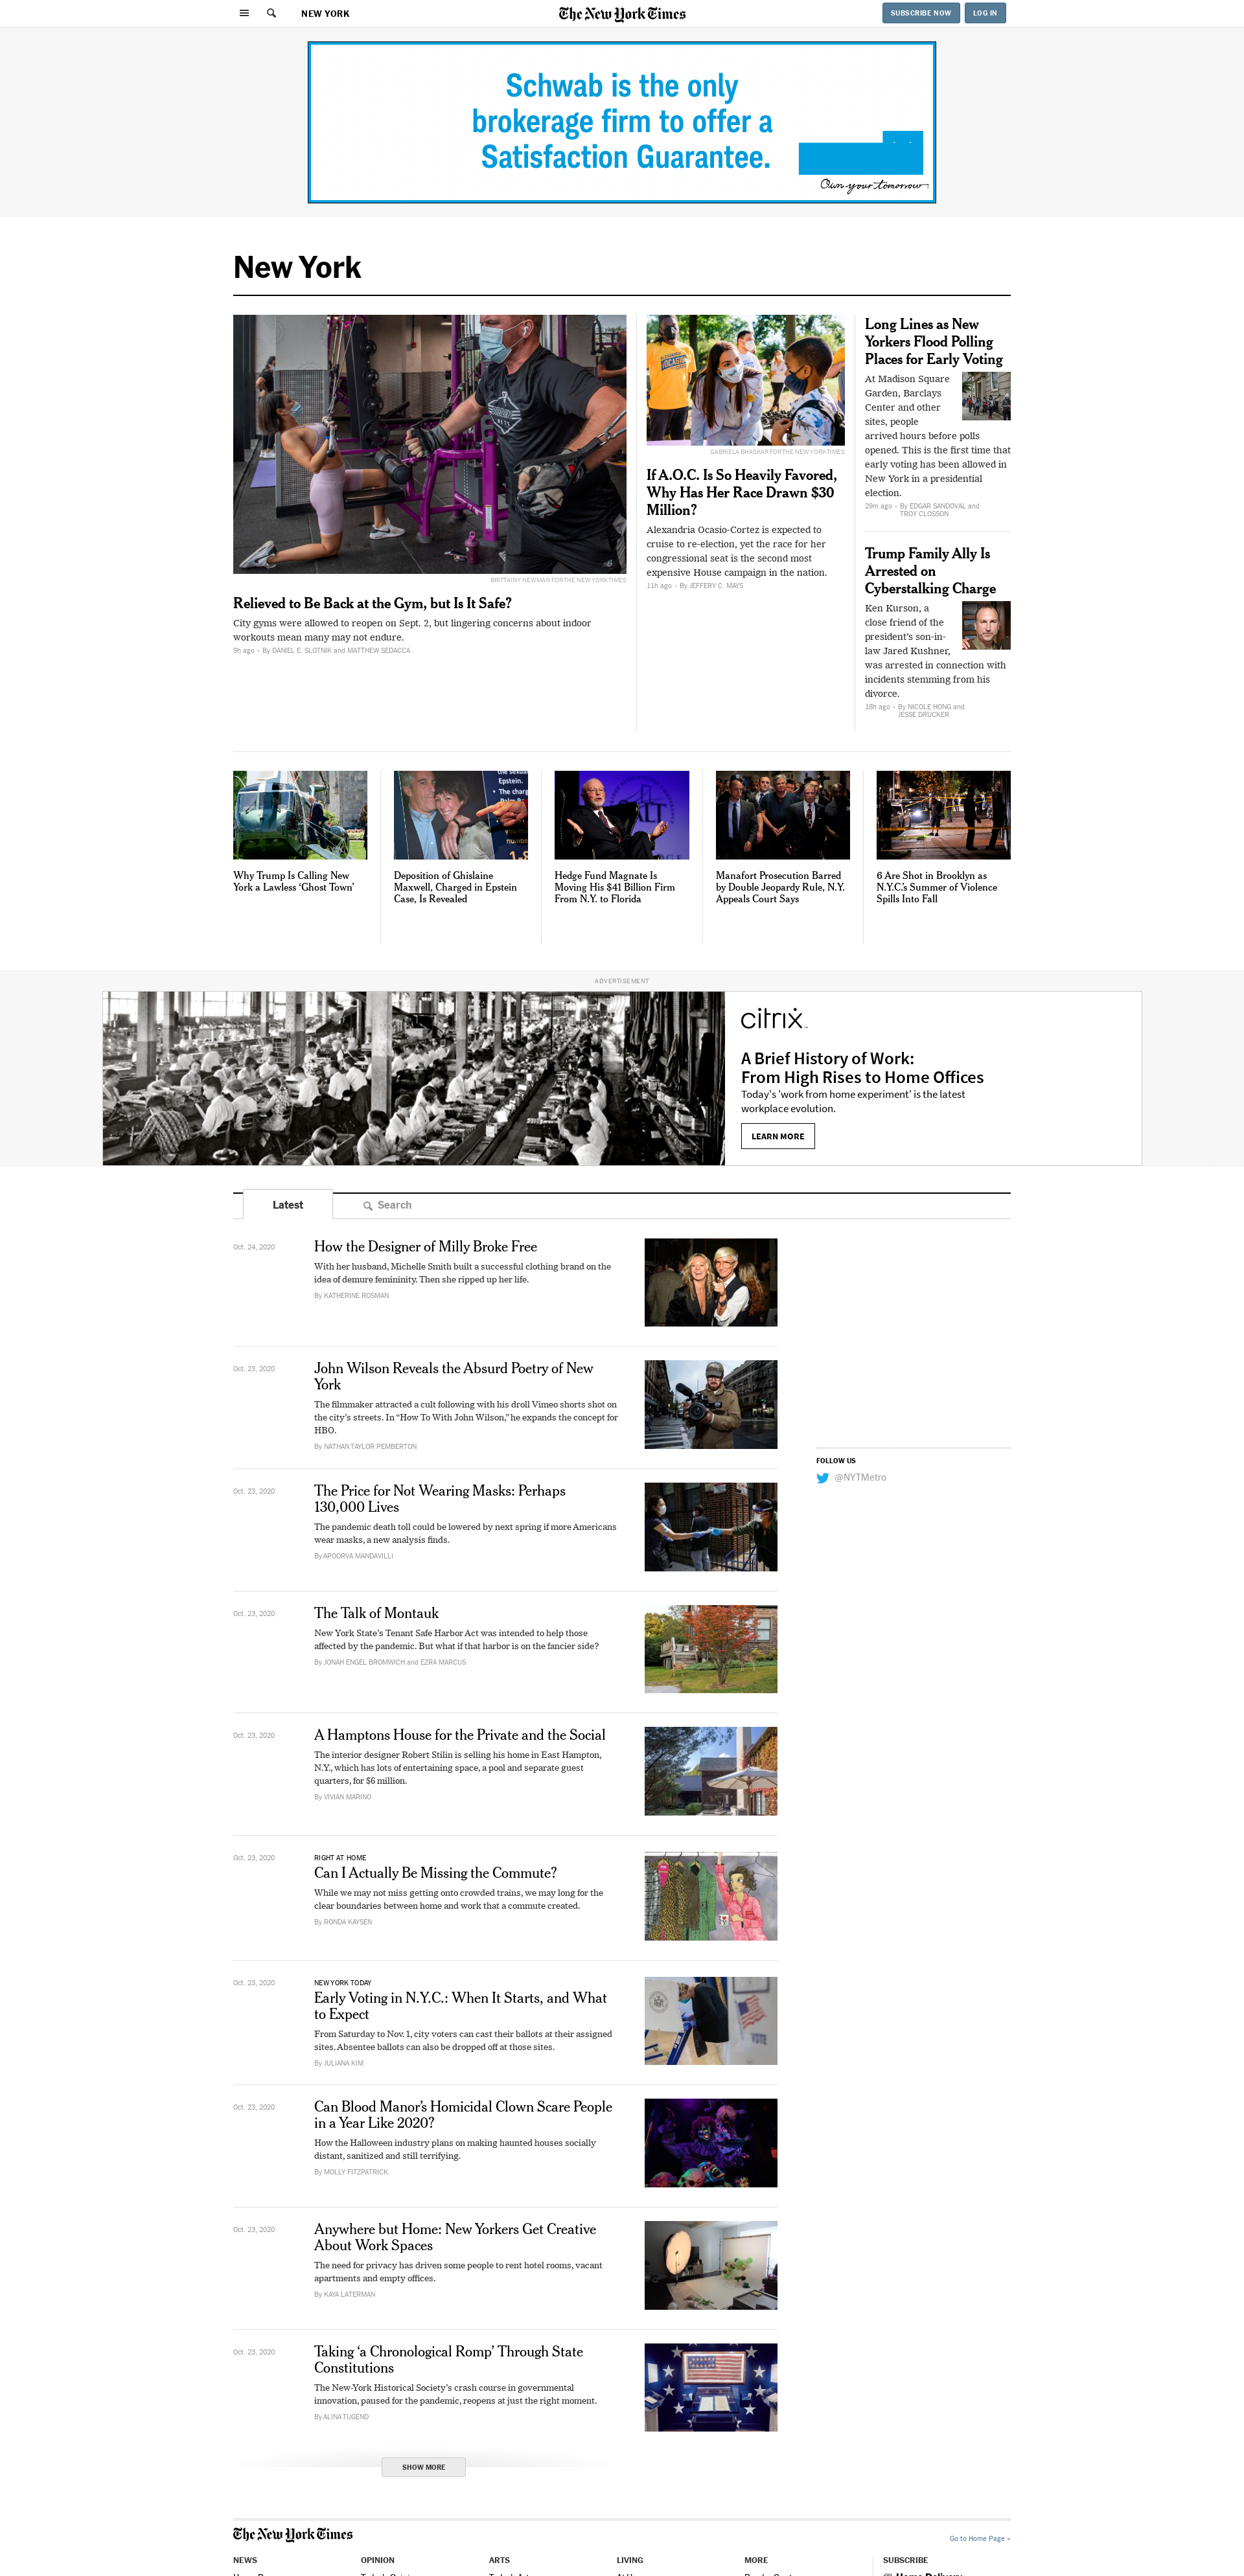 NEW YORK
The New York Times
SUBSCRIBE NOW
LOG IN
Schwab is the only
brokerage firm to offer a
Satisfaction Guarantee.
Own your tomorrow
New York
BRITTAINY NEWMAN FOR THE NEW YORK TIMES
Relieved to Be Back at the Gym, but Is It Safe?
City gyms were allowed to reopen on Sept. 2, but lingering concerns about indoor
workouts mean many may not endure.
9h ago • By DANIEL E. SLOTNIK and MATTHEW SEDACCA
GABRIELA BHASKAR FOR THE NEW YORK TIMES
If A.O.C. Is So Heavily Favored,
Why Has Her Race Drawn $30
Million?
Alexandria Ocasio-Cortez is expected to
cruise to re-election, yet the race for her
congressional seat is the second most
expensive House campaign in the nation.
11h ago • By JEFFERY C. MAYS
Long Lines as New
Yorkers Flood Polling
Places for Early Voting
At Madison Square
Garden, Barclays
Center and other
sites, people
arrived hours before polls
opened. This is the first time that
early voting has been allowed in
New York in a presidential
election.
29m ago • By EDGAR SANDOVAL and
TROY CLOSSON
Trump Family Ally Is
Arrested on
Cyberstalking Charge
Ken Kurson, a
close friend of the
president's son-in-
law Jared Kushner,
was arrested in connection with
incidents stemming from his
divorce.
18h ago • By NICOLE HONG and
JESSE DRUCKER
Why Trump Is Calling New
York a Lawless ‘Ghost Town’
Deposition of Ghislaine
Maxwell, Charged in Epstein
Case, Is Revealed
Hedge Fund Magnate Is
Moving His $41 Billion Firm
From N.Y. to Florida
Manafort Prosecution Barred
by Double Jeopardy Rule, N.Y.
Appeals Court Says
6 Are Shot in Brooklyn as
N.Y.C.’s Summer of Violence
Spills Into Fall
ADVERTISEMENT
citrix
A Brief History of Work:
From High Rises to Home Offices
Today's 'work from home experiment' is the latest
workplace evolution.
LEARN MORE
Latest
Search
Oct. 24, 2020
How the Designer of Milly Broke Free
With her husband, Michelle Smith built a successful clothing brand on the
idea of demure femininity. Then she ripped up her life.
By KATHERINE ROSMAN
Oct. 23, 2020
John Wilson Reveals the Absurd Poetry of New
York
The filmmaker attracted a cult following with his droll Vimeo shorts shot on
the city’s streets. In “How To With John Wilson,” he expands the concept for
HBO.
By NATHAN TAYLOR PEMBERTON
FOLLOW US
@NYTMetro
Oct. 23, 2020
The Price for Not Wearing Masks: Perhaps
130,000 Lives
The pandemic death toll could be lowered by next spring if more Americans
wear masks, a new analysis finds.
By APOORVA MANDAVILLI
Oct. 23, 2020
The Talk of Montauk
New York State’s Tenant Safe Harbor Act was intended to help those
affected by the pandemic. But what if that harbor is on the fancier side?
By JONAH ENGEL BROMWICH and EZRA MARCUS
Oct. 23, 2020
A Hamptons House for the Private and the Social
The interior designer Robert Stilin is selling his home in East Hampton,
N.Y., which has lots of entertaining space, a pool and separate guest
quarters, for $6 million.
By VIVIAN MARINO
Oct. 23, 2020
RIGHT AT HOME
Can I Actually Be Missing the Commute?
While we may not miss getting onto crowded trains, we may long for the
clear boundaries between home and work that a commute created.
By RONDA KAYSEN
Oct. 23, 2020
NEW YORK TODAY
Early Voting in N.Y.C.: When It Starts, and What
to Expect
From Saturday to Nov. 1, city voters can cast their ballots at their assigned
sites. Absentee ballots can also be dropped off at those sites.
By JULIANA KIM
Oct. 23, 2020
Can Blood Manor’s Homicidal Clown Scare People
in a Year Like 2020?
How the Halloween industry plans on making haunted houses socially
distant, sanitized and still terrifying.
By MOLLY FITZPATRICK
Oct. 23, 2020
Anywhere but Home: New Yorkers Get Creative
About Work Spaces
The need for privacy has driven some people to rent hotel rooms, vacant
apartments and empty offices.
By KAYA LATERMAN
Oct. 23, 2020
Taking ‘a Chronological Romp’ Through State
Constitutions
The New-York Historical Society’s crash course in governmental
innovation, paused for the pandemic, reopens at just the right moment.
By ALINA TUGEND
SHOW MORE
The New York Times
Go to Home Page »
NEWS
OPINION
ARTS
LIVING
MORE
SUBSCRIBE